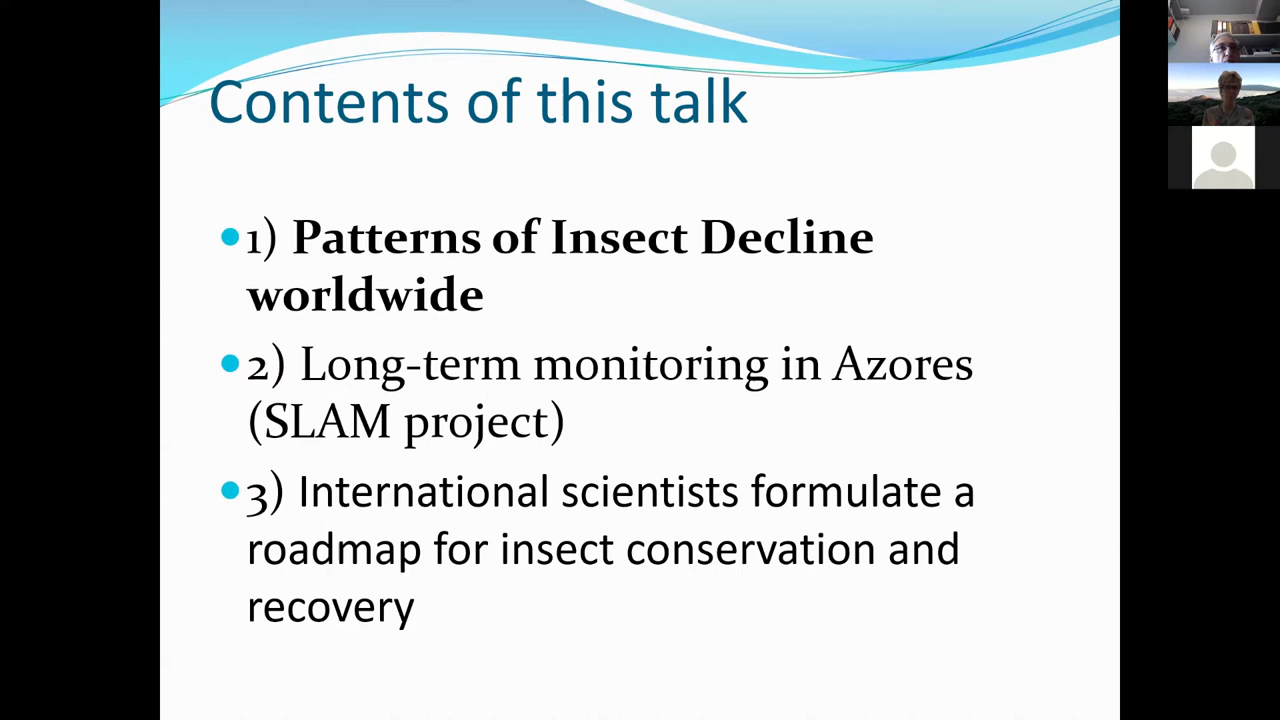 Contents of this talk
•1) Patterns of Insect Decline
worldwide
•2) Long-term monitoring in Azores
(SLAM project)
•3) International scientists formulate a
roadmap for insect conservation and
recovery